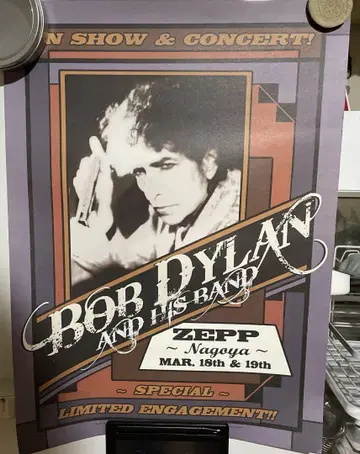 N SHOW & CONCERT!
BOB DYLAN
AND HIS BAND
ZEPP
~ Nagoya ~
MAR. 18th & 19th
~ SPECIAL ~
LIMITED ENGAGEMENT!!